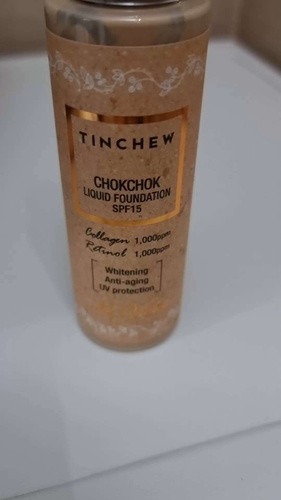 TINCHEW
CHOKCHOK
LIQUID FOUNDATION
SPF15
Collagen 1,000ppm
Retinol 1,000ppm
Whitening
Anti-aging
UV protection